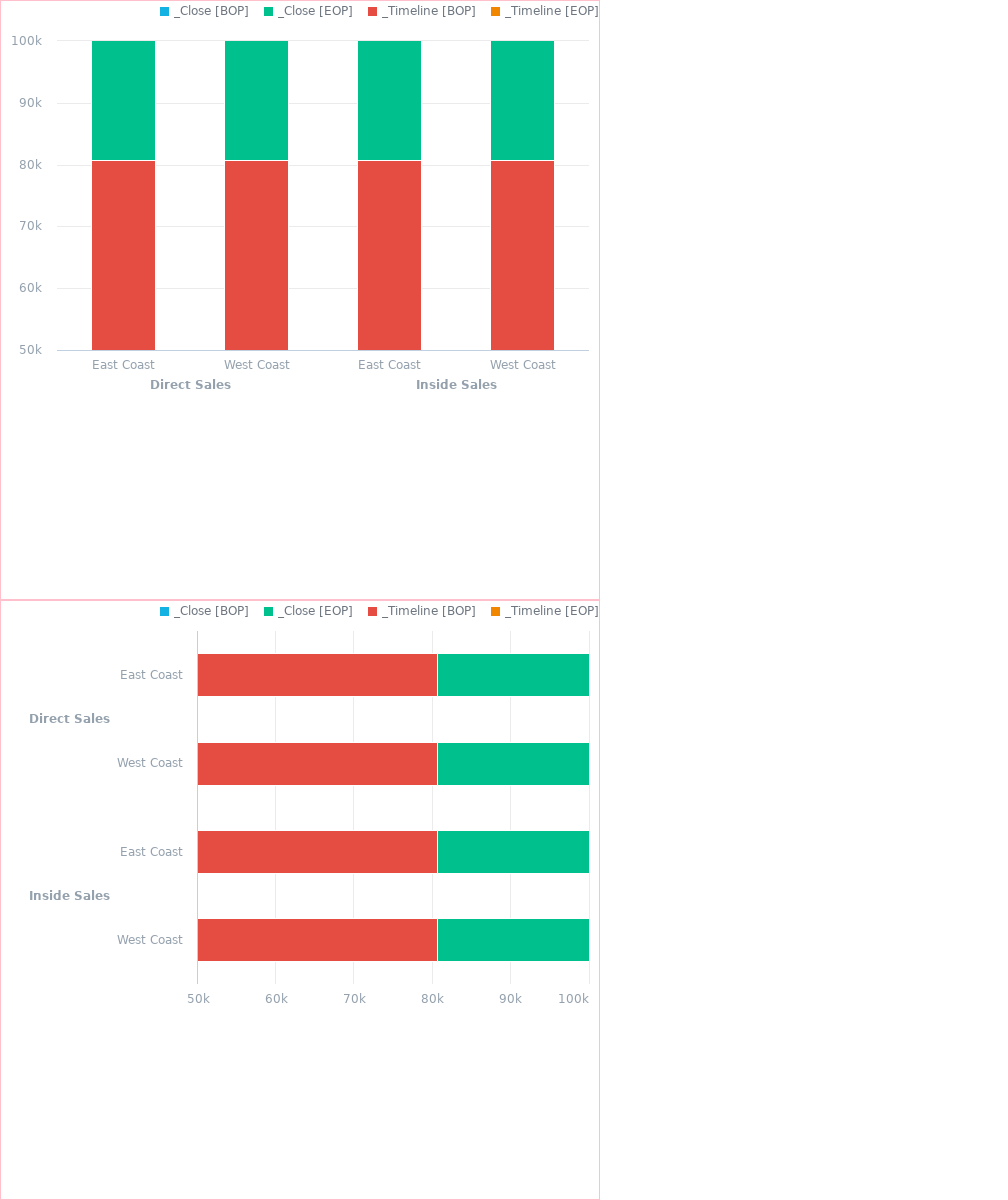 _Close [BOP] _Close [EOP] _Timeline [BOP] _Timeline [EOP]
100k
90k
80k
70k
60k
50k
East Coast West Coast East Coast West Coast
Direct Sales Inside Sales
_Close [BOP] _Close [EOP] _Timeline [BOP] _Timeline [EOP]
East Coast
Direct Sales
West Coast
East Coast
Inside Sales
West Coast
50k 60k 70k 80k 90k 100k